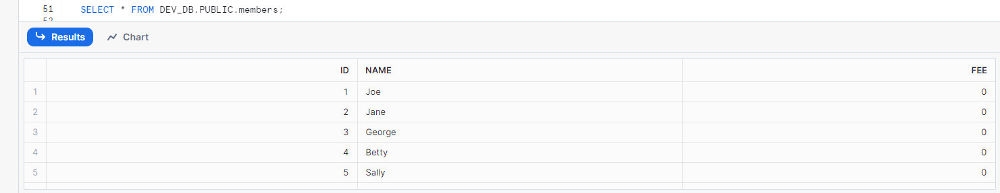 51 SELECT * FROM DEV_DB.PUBLIC.members;
Results Chart
ID NAME FEE
1 1 Joe 0
2 2 Jane 0
3 3 George 0
4 4 Betty 0
5 5 Sally 0